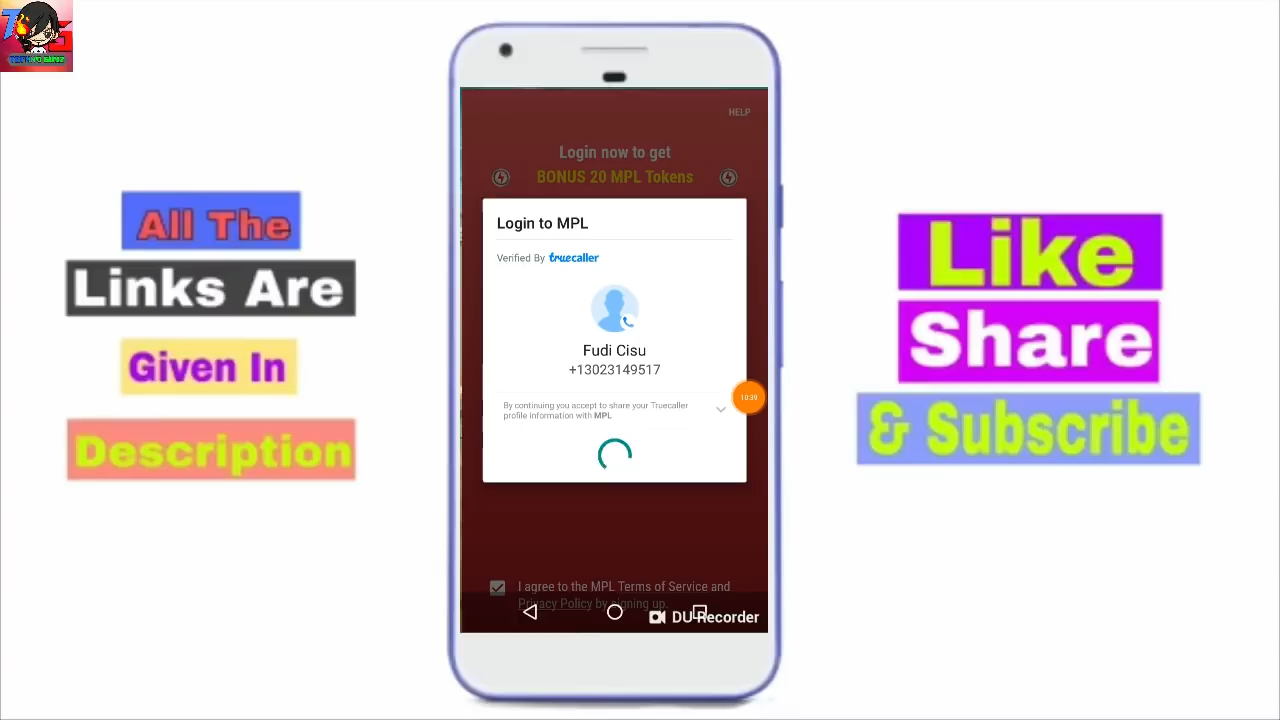 All The
Links Are
Given In
Description
HELP
Login now to get
BONUS 20 MPL Tokens
Login to MPL
Verified By truecaller
Fudi Cisu
+13023149517
By continuing you accept to share your Truecaller
profile information with MPL
10:39
I agree to the MPL Terms of Service and
Privacy Policy by signing up.
DU Recorder
Like
Share
& Subscribe